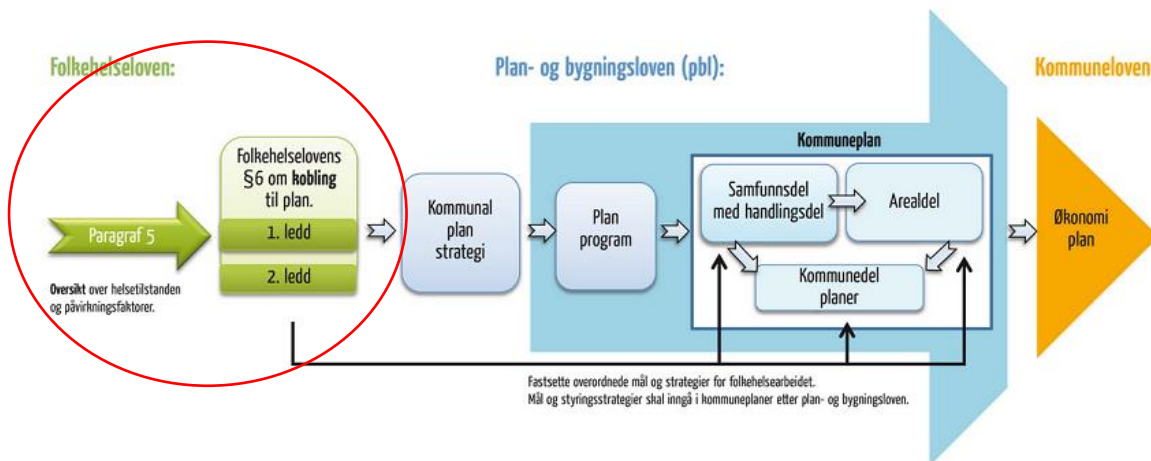 Folkehelseloven:
Plan- og bygningsloven (pbl):
Kommuneloven
Paragraf 5
Oversikt over helsetilstanden
og påvirkningsfaktorer.
Folkehelselovens
§6 om kobling
til plan.
1. ledd
2. ledd
Kommunal
plan
strategi
Plan
program
Kommuneplan
Samfunnsdel
med handlingsdel
Arealdel
Kommunedel
planer
Økonomi
plan
Fastsette overordnede mål og strategier for folkehelsearbeidet.
Mål og styringsstrategier skal inngå i kommuneplaner etter plan- og bygningsloven.